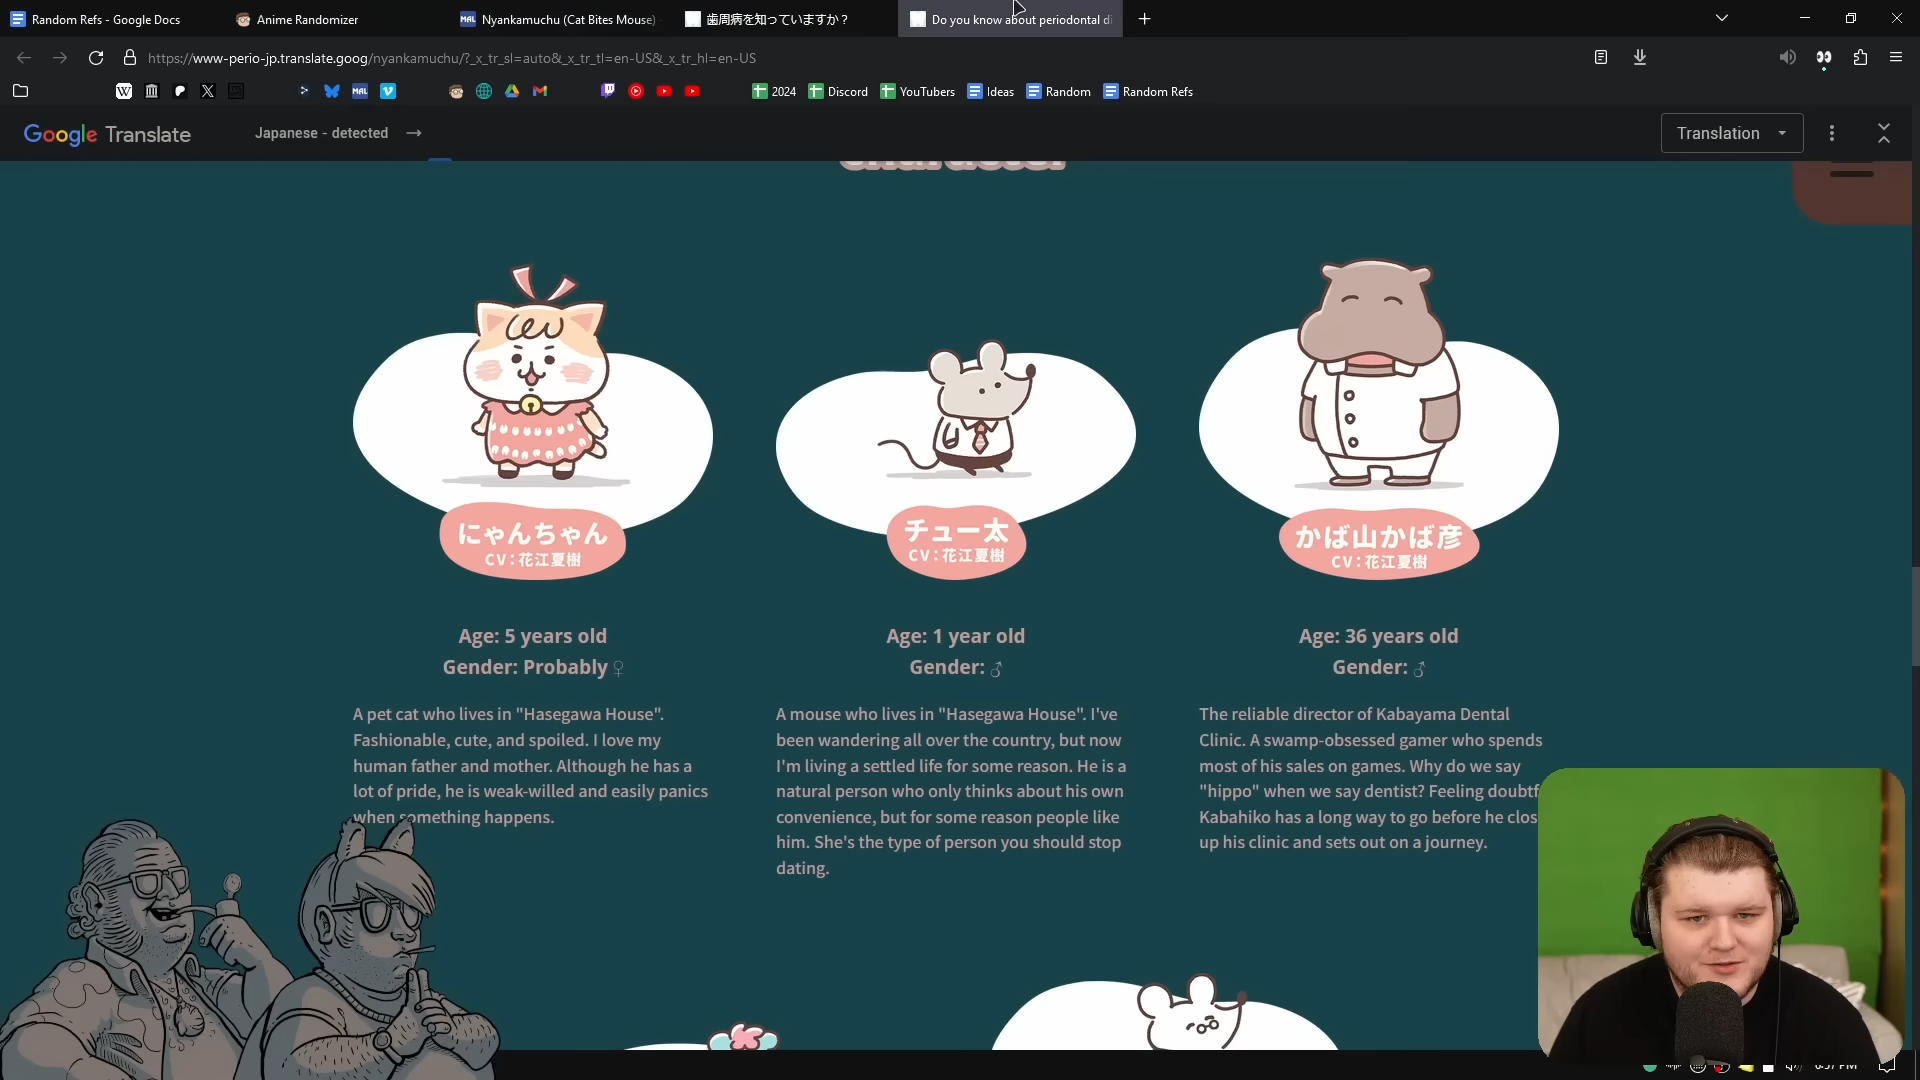 Random Refs - Google Docs
Anime Randomizer
MAL Nyankamuchu (Cat Bites Mouse)
歯周病を知っていますか？
Do you know about periodontal di
https://www-perio-jp.translate.goog/nyankamuchu/?_x_tr_sl=auto&_x_tr_tl=en-US&_x_tr_hl=en-US
W
MAL
2024
Discord
YouTubers
Ideas
Random
Random Refs
Google Translate
Japanese - detected →
Translation
にゃんちゃん
CV：花江夏樹
Age: 5 years old
Gender: Probably ♀
A pet cat who lives in "Hasegawa House".
Fashionable, cute, and spoiled. I love my
human father and mother. Although he has a
lot of pride, he is weak-willed and easily panics
when something happens.
チュー太
CV：花江夏樹
Age: 1 year old
Gender: ♂
A mouse who lives in "Hasegawa House". I've
been wandering all over the country, but now
I'm living a settled life for some reason. He is a
natural person who only thinks about his own
convenience, but for some reason people like
him. She's the type of person you should stop
dating.
かば山かば彦
CV：花江夏樹
Age: 36 years old
Gender: ♂
The reliable director of Kabayama Dental
Clinic. A swamp-obsessed gamer who spends
most of his sales on games. Why do we say
"hippo" when we say dentist? Feeling doubtf
Kabahiko has a long way to go before he clos
up his clinic and sets out on a journey.